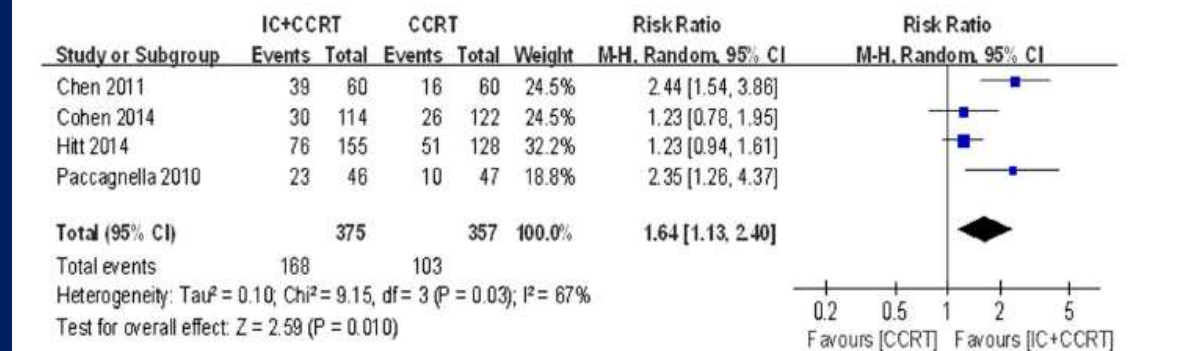 IC+CCRT CCRT Risk Ratio Risk Ratio
Study or Subgroup Events Total Events Total Weight M-H, Random, 95% CI M-H, Random, 95% CI
Chen 2011 39 60 16 60 24.5% 2.44 [1.54, 3.86]
Cohen 2014 30 114 26 122 24.5% 1.23 [0.78, 1.95]
Hitt 2014 76 155 51 128 32.2% 1.23 [0.94, 1.61]
Paccagnella 2010 23 46 10 47 18.8% 2.35 [1.26, 4.37]
Total (95% CI) 375 357 100.0% 1.64 [1.13, 2.40]
Total events 168 103
Heterogeneity: Tau² = 0.10; Chi² = 9.15, df = 3 (P = 0.03); I² = 67%
Test for overall effect: Z = 2.59 (P = 0.010)
0.2 0.5 1 2 5
Favours [CCRT] Favours [IC+CCRT]